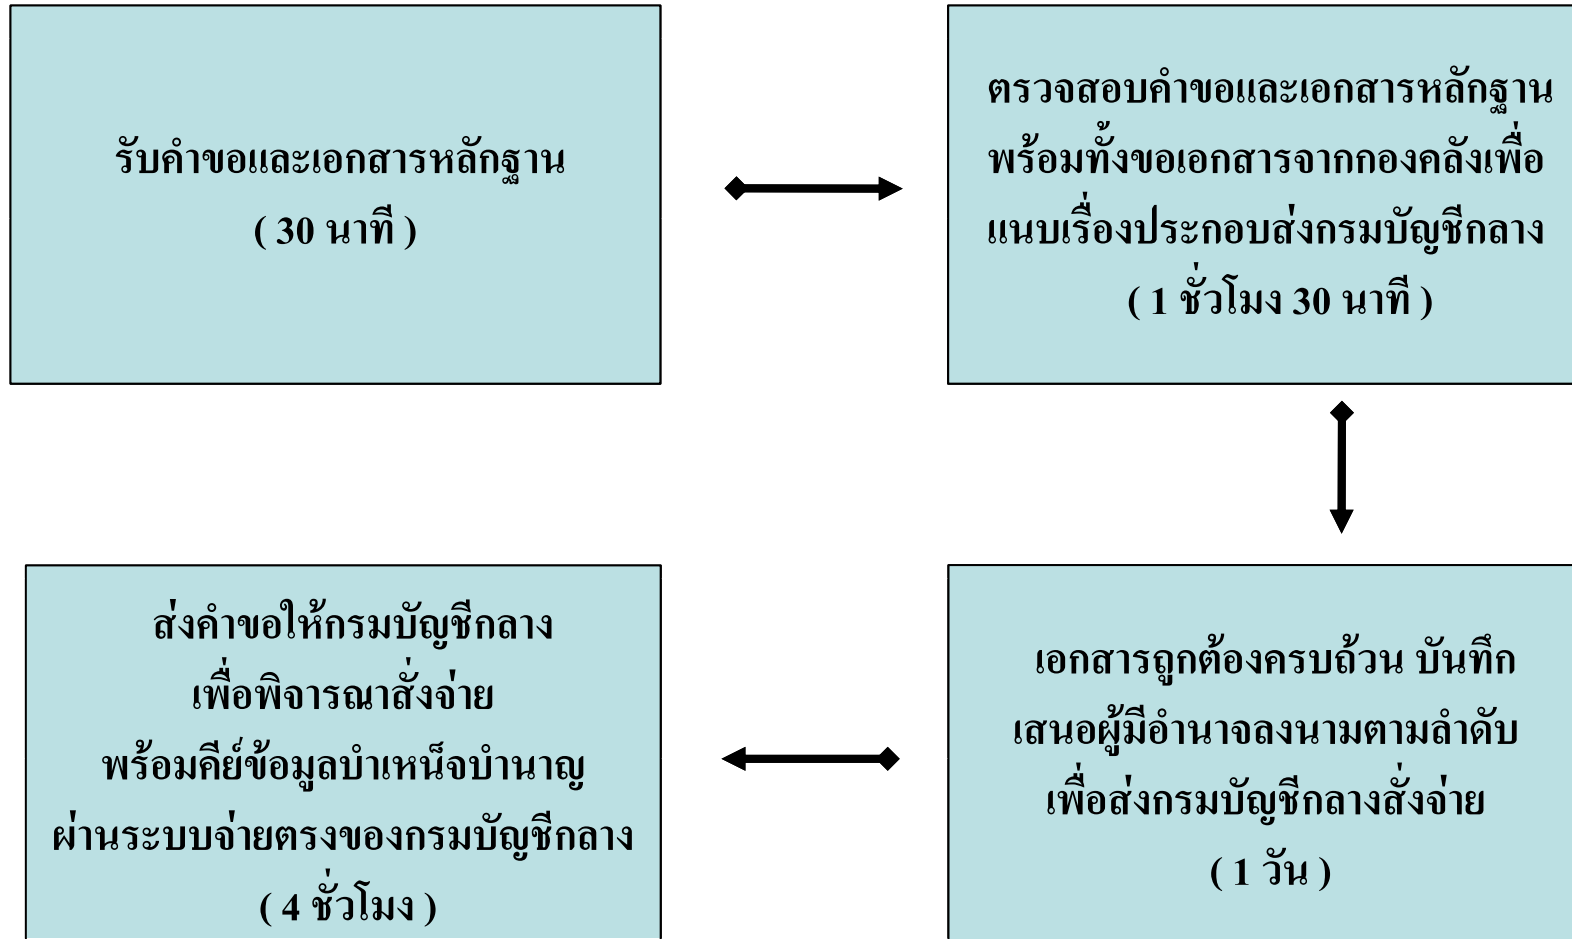 รับคำขอและเอกสารหลักฐาน
( 30 นาที )
ตรวจสอบคำขอและเอกสารหลักฐาน
พร้อมทั้งขอเอกสารจากกองคลังเพื่อ
แนบเรื่องประกอบส่งกรมบัญชีกลาง
( 1 ชั่วโมง 30 นาที )
เอกสารถูกต้องครบถ้วน บันทึก
เสนอผู้มีอำนาจลงนามตามลำดับ
เพื่อส่งกรมบัญชีกลางสั่งจ่าย
( 1 วัน )
ส่งคำขอให้กรมบัญชีกลาง
เพื่อพิจารณาสั่งจ่าย
พร้อมคีย์ข้อมูลบำเหน็จบำนาญ
ผ่านระบบจ่ายตรงของกรมบัญชีกลาง
( 4 ชั่วโมง )